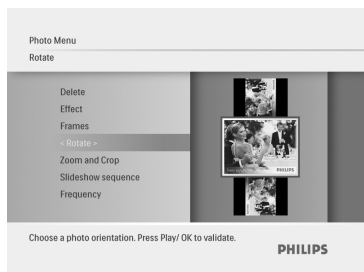 Photo Menu
Rotate
Delete
Effect
Frames
< Rotate >
Zoom and Crop
Slideshow sequence
Frequency
PHILIPS
Choose a photo orientation. Press Play/ OK to validate.
PHILIPS